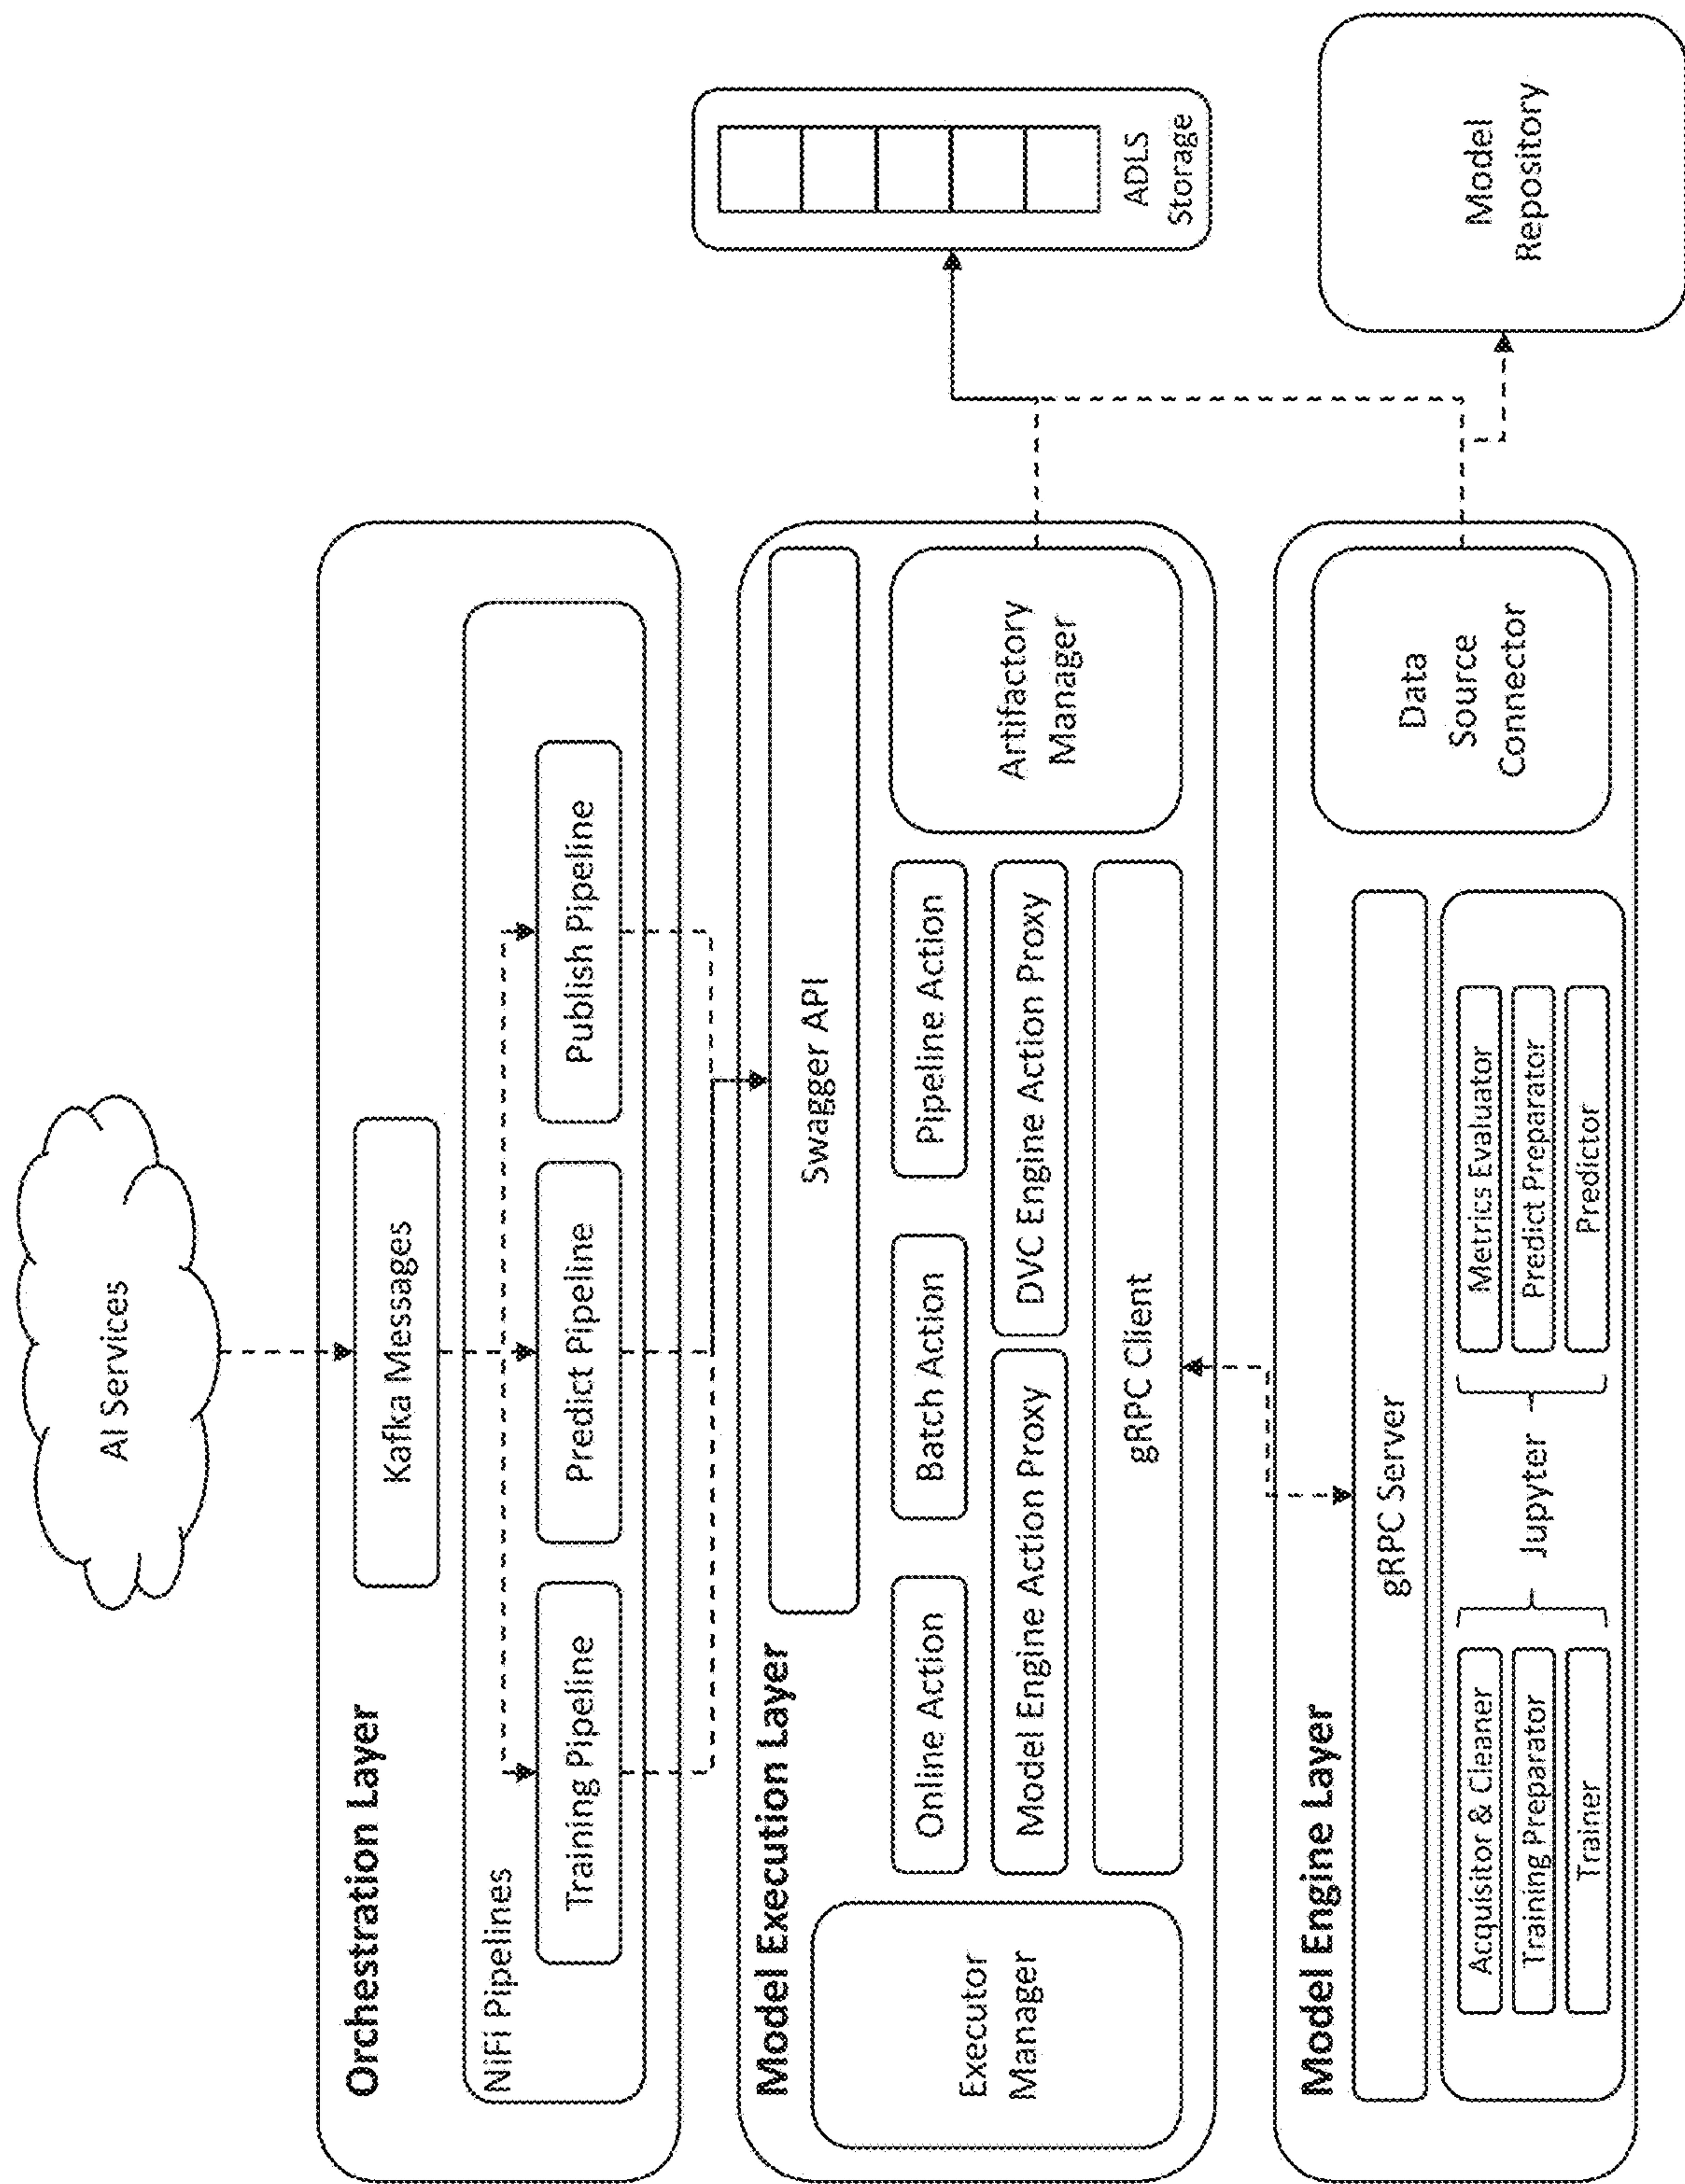 AI Services
Orchestration Layer
Kafka Messages
NiFi Pipelines
Training Pipeline
Predict Pipeline
Publish Pipeline
Model Execution Layer
Swagger API
Executor
Manager
Online Action
Batch Action
Pipeline Action
Model Engine Action Proxy
DVC Engine Action Proxy
gRPC Client
Artifactory
Manager
ADLS
Storage
Model Engine Layer
gRPC Server
Acquisitor & Cleaner
Training Preparator
Trainer
Jupyter
Metrics Evaluator
Predict Preparator
Predictor
Data
Source
Connector
Model
Repository